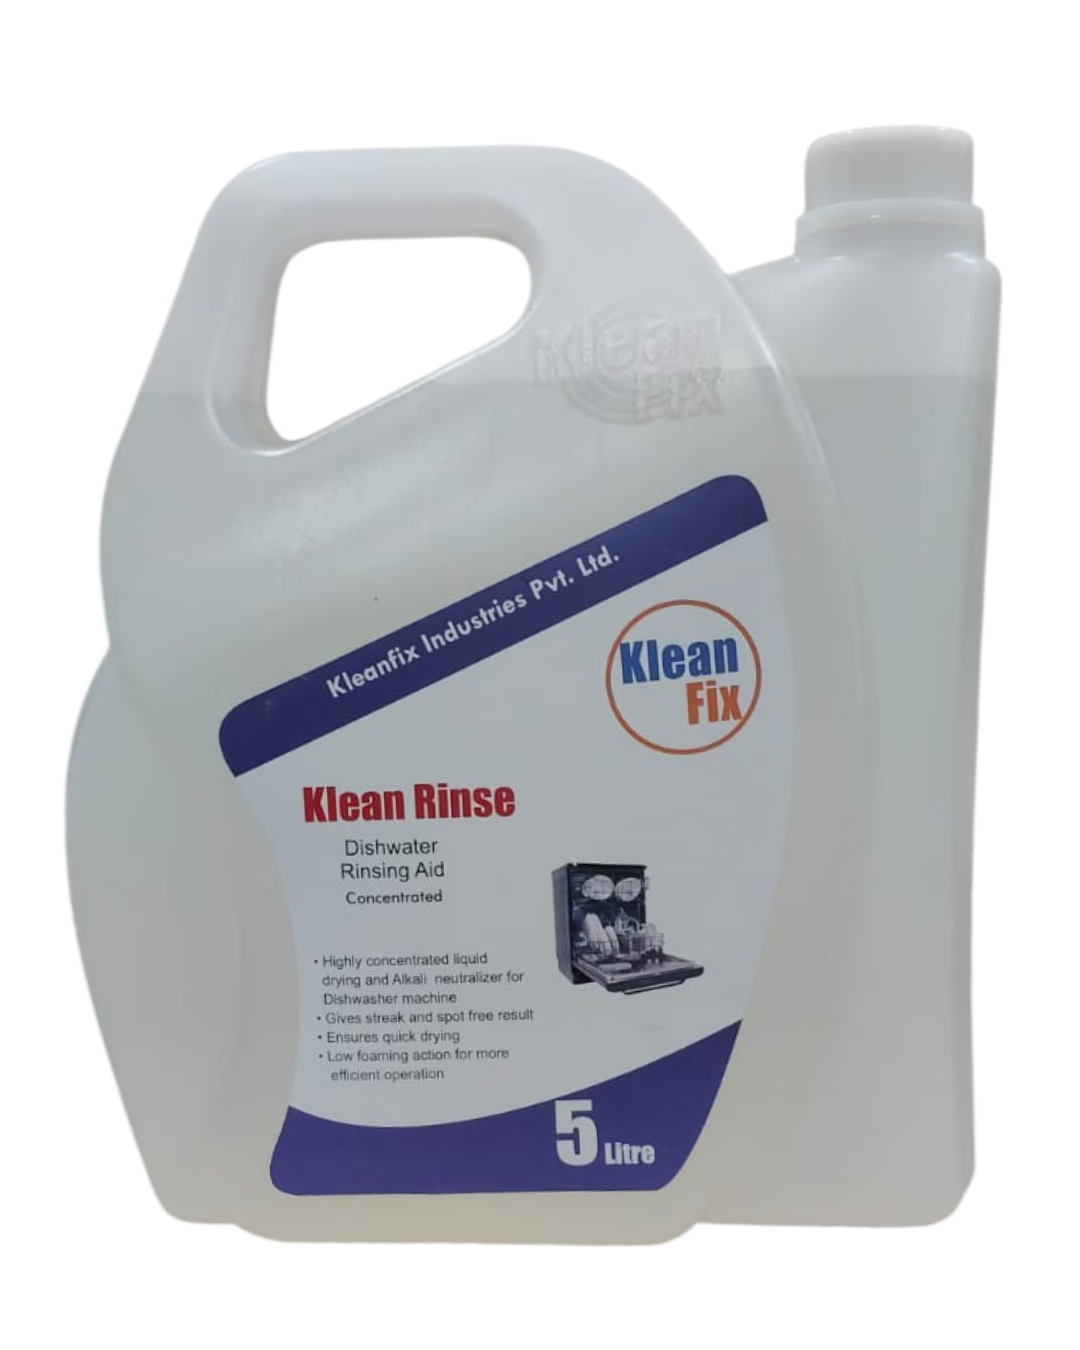 Klean
Fix
Kleanfix Industries Pvt. Ltd.
Klean
Fix
Klean Rinse
Dishwater
Rinsing Aid
Concentrated
• Highly concentrated liquid
drying and Alkali neutralizer for
Dishwasher machine
• Gives streak and spot free result
• Ensures quick drying
• Low foaming action for more
efficient operation
5 Litre